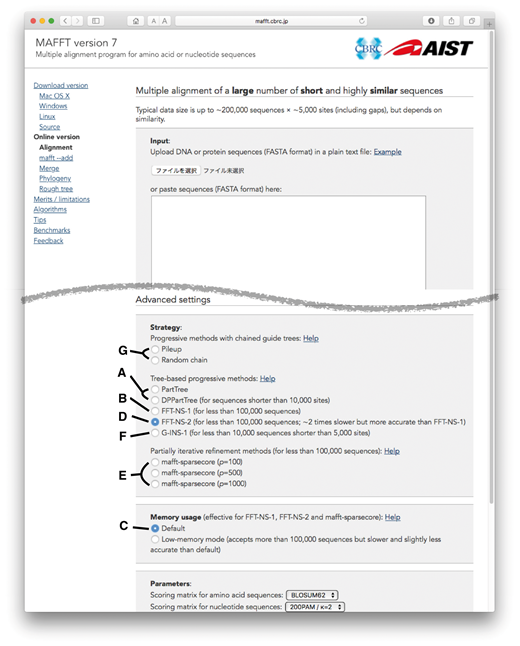 mafft.cbrc.jp
MAFFT version 7
Multiple alignment program for amino acid or nucleotide sequences
CBRC
AIST
Download version
Mac OS X
Windows
Linux
Source
Online version
Alignment
mafft --add
Merge
Phylogeny
Rough tree
Merits / limitations
Algorithms
Tips
Benchmarks
Feedback
Multiple alignment of a large number of short and highly similar sequences
Typical data size is up to ~200,000 sequences × ~5,000 sites (including gaps), but depends on
similarity.
Input:
Upload DNA or protein sequences (FASTA format) in a plain text file: Example
ファイルを選択 ファイル未選択
or paste sequences (FASTA format) here:
Advanced settings
Strategy:
Progressive methods with chained guide trees: Help
G
Pileup
Random chain
Tree-based progressive methods: Help
A
PartTree
DPPartTree (for sequences shorter than 10,000 sites)
B
FFT-NS-1 (for less than 100,000 sequences)
D
FFT-NS-2 (for less than 100,000 sequences; ~2 times slower but more accurate than FFT-NS-1)
F
G-INS-1 (for less than 10,000 sequences shorter than 5,000 sites)
Partially iterative refinement methods (for less than 100,000 sequences): Help
E
mafft-sparsecore (p=100)
mafft-sparsecore (p=500)
mafft-sparsecore (p=1000)
Memory usage (effective for FFT-NS-1, FFT-NS-2 and mafft-sparsecore): Help
C
Default
Low-memory mode (accepts more than 100,000 sequences but slower and slightly less
accurate than default)
Parameters:
Scoring matrix for amino acid sequences: BLOSUM62
Scoring matrix for nucleotide sequences: 200PAM / κ=2